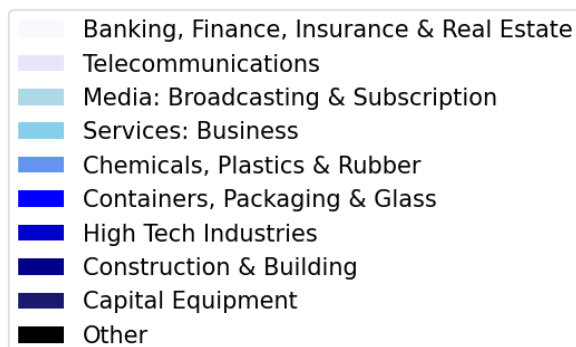 Banking, Finance, Insurance & Real Estate
Telecommunications
Media: Broadcasting & Subscription
Services: Business
Chemicals, Plastics & Rubber
Containers, Packaging & Glass
High Tech Industries
Construction & Building
Capital Equipment
Other